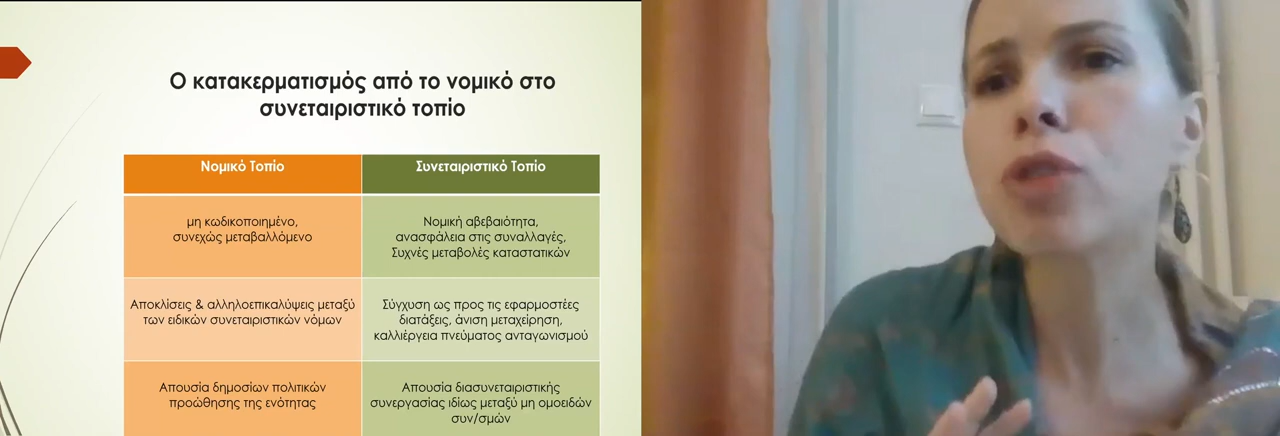 Ο κατακερματισμός από το νομικό στο
συνεταιριστικό τοπίο
Νομικό Τοπίο
Συνεταιριστικό Τοπίο
μη κωδικοποιημένο,
συνεχώς μεταβαλλόμενο
Νομική αβεβαιότητα,
ανασφάλεια στις συναλλαγές,
Συχνές μεταβολές καταστατικών
Αποκλίσεις & αλληλοεπικαλύψεις μεταξύ
των ειδικών συνεταιριστικών νόμων
Σύγχυση ως προς τις εφαρμοστέες
διατάξεις, άνιση μεταχείρηση,
καλλιέργεια πνεύματος ανταγωνισμού
Απουσία δημοσίων πολιτικών
προώθησης της ενότητας
Απουσία διασυνεταιριστικής
συνεργασίας ιδίως μεταξύ μη ομοειδών
συν/σμών